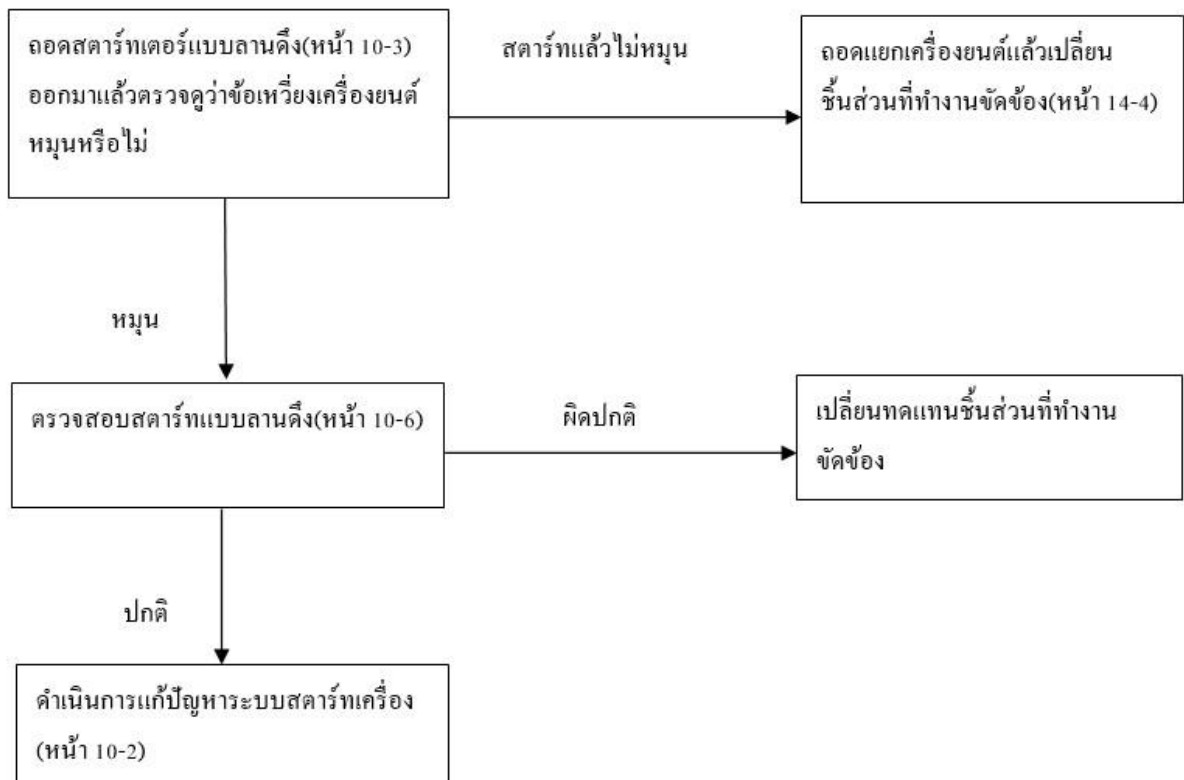 ถอดสตาร์ทเตอร์แบบลานดึง(หน้า 10-3)
ออกมาแล้วตรวจดูว่าข้อเหวี่ยงเครื่องยนต์
หมุนหรือไม่
สตาร์ทแล้วไม่หมุน
ถอดแยกเครื่องยนต์แล้วเปลี่ยน
ชิ้นส่วนที่ทำงานขัดข้อง(หน้า 14-4)
หมุน
ตรวจสอบสตาร์ทแบบลานดึง(หน้า 10-6)
ผิดปกติ
เปลี่ยนทดแทนชิ้นส่วนที่ทำงาน
ขัดข้อง
ปกติ
ดำเนินการแก้ปัญหาระบบสตาร์ทเครื่อง
(หน้า 10-2)